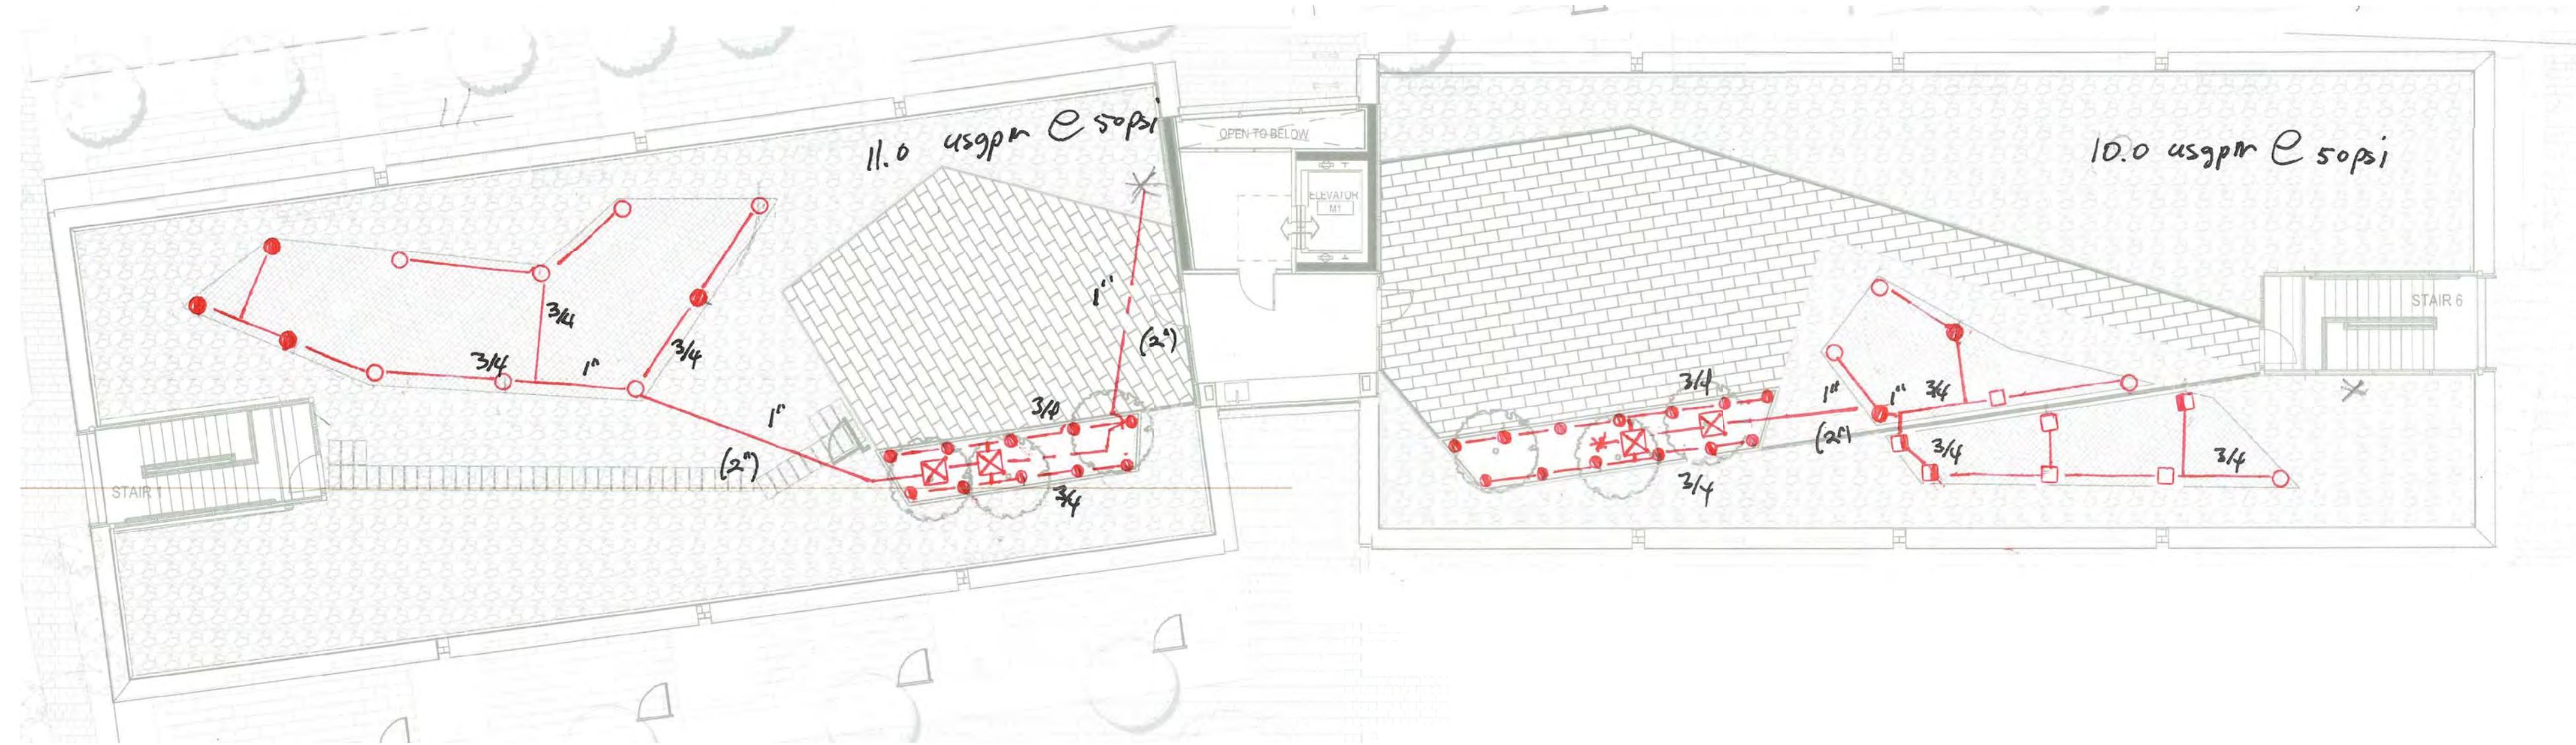 11.0 usgpm @ 50psi
OPEN TO BELOW
10.0 usgpm @ 50psi
ELEVATOR
M1
1"
(2")
STAIR 6
3/4
3/4
1"
3/4
1"
(2")
3/4
3/4
STAIR 1
3/4
3/4
1"
(2")
1"
3/4
3/4
3/4